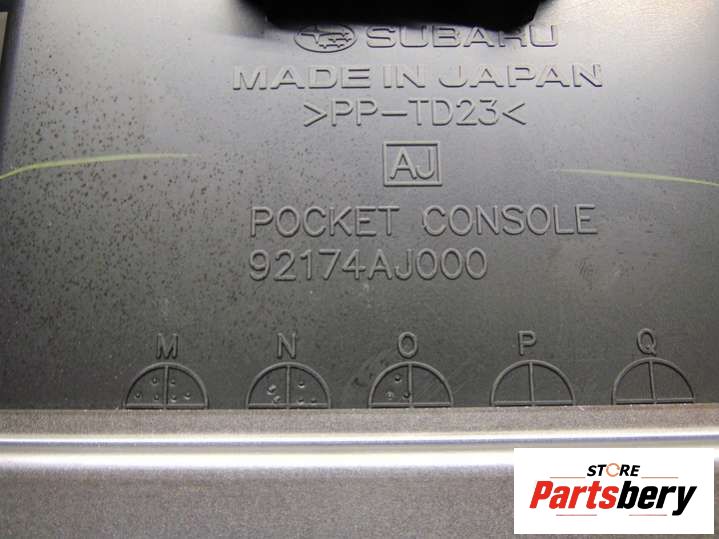 SUBARU
MADE IN JAPAN
>PP-TD23<
AJ
POCKET CONSOLE
92174AJ000
M N O P Q
STORE
Partsbery